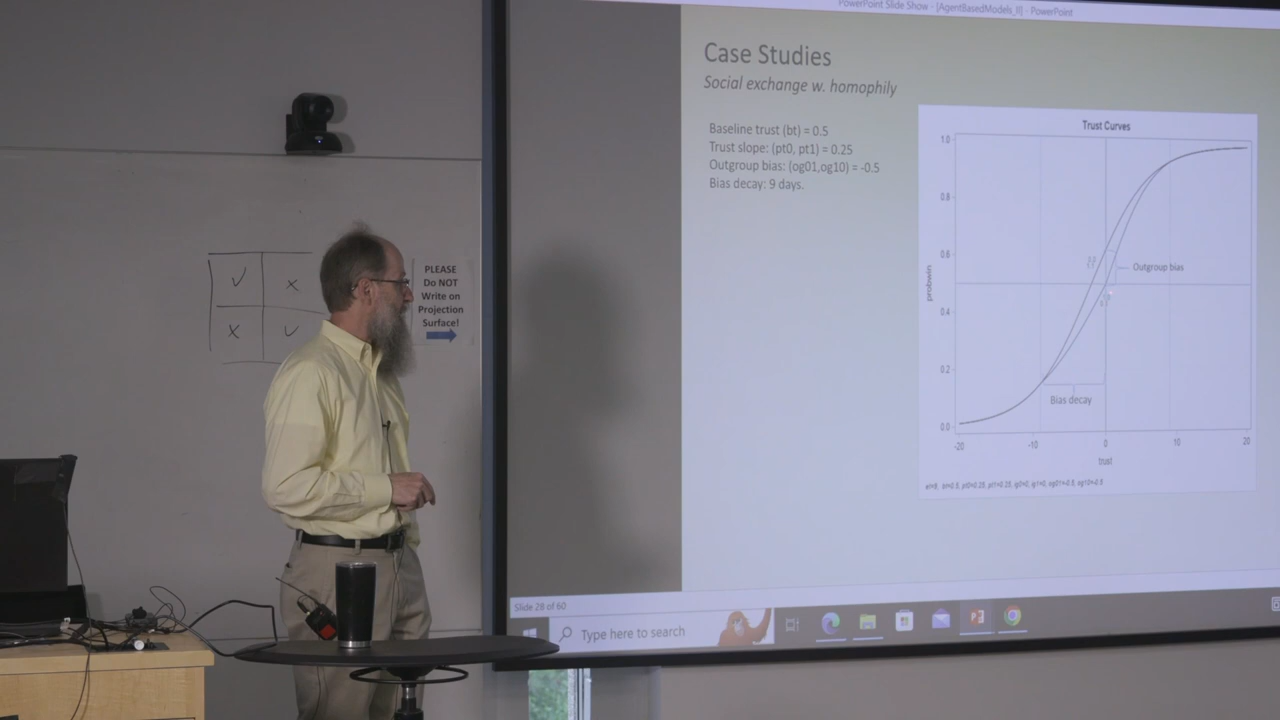 PowerPoint Slide Show - [AgentBasedModels_II] - PowerPoint
Case Studies
Social exchange w. homophily
Baseline trust (bt) = 0.5
Trust slope: (pt0, pt1) = 0.25
Outgroup bias: (og01,og10) = -0.5
Bias decay: 9 days.
Trust Curves
1.0
0.8
0.6
0.4
0.2
0.0
probwin
Outgroup bias
Bias decay
-20
-10
0
10
20
trust
PLEASE
Do NOT
Write on
Projection
Surface!
Slide 28 of 60
Type here to search